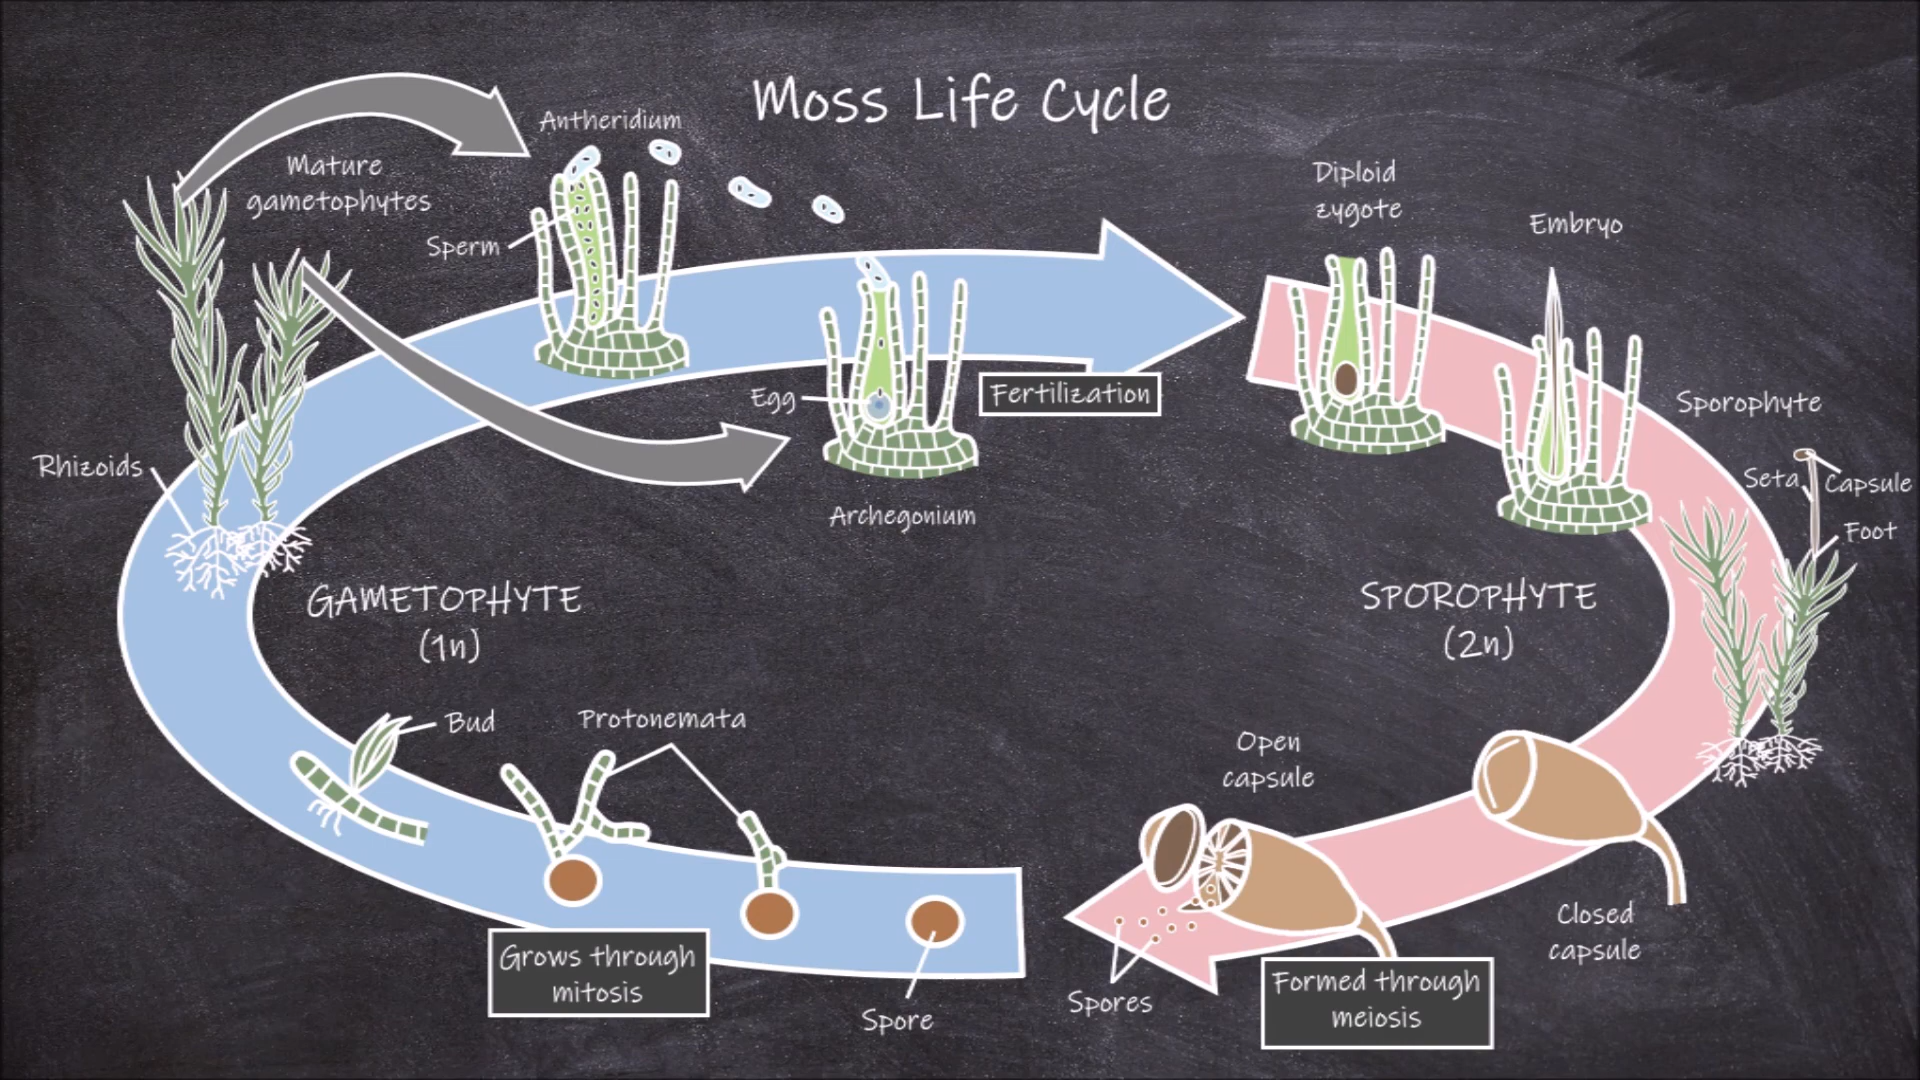 Moss Life Cycle
Antheridium
Mature
gametophytes
Sperm
Diploid
zygote
Embryo
Egg
Fertilization
Sporophyte
Rhizoids
Seta
Capsule
Archegonium
Foot
GAMETOPHYTE
(1n)
SPOROPHYTE
(2n)
Bud
Protonemata
Open
capsule
Closed
capsule
Grows through
mitosis
Spore
Spores
Formed through
meiosis